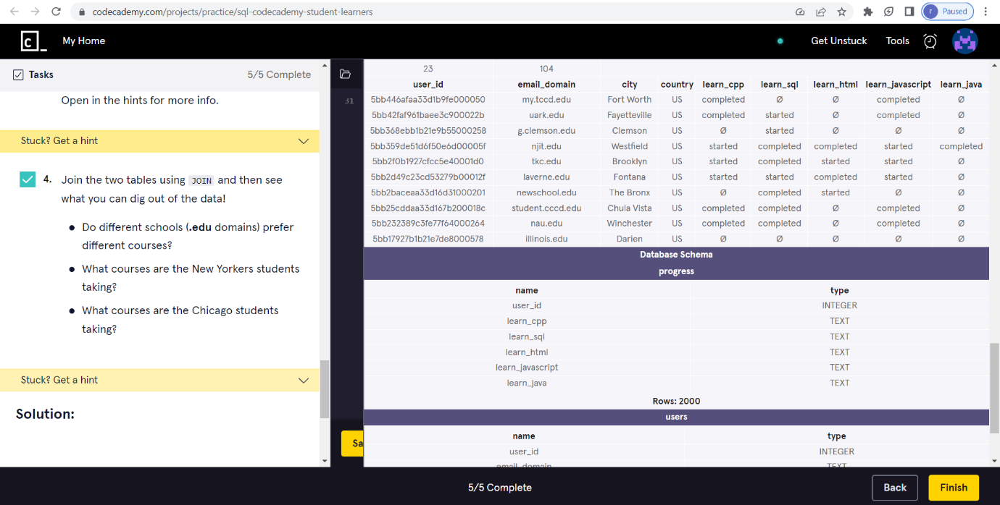 codecademy.com/projects/practice/sql-codecademy-student-learners
r Paused
C_ My Home Get Unstuck Tools
Tasks 5/5 Complete
Open in the hints for more info.
Stuck? Get a hint
4. Join the two tables using JOIN and then see
what you can dig out of the data!
Do different schools (.edu domains) prefer
different courses?
What courses are the New Yorkers students
taking?
What courses are the Chicago students
taking?
Stuck? Get a hint
Solution:
31
Sa
23 104
user_id email_domain city country learn_cpp learn_sql learn_html learn_javascript learn_java
5bb446afaa33d1b9fe000050 my.tccd.edu Fort Worth US completed Ø Ø completed Ø
5bb42faf961baee3c900022b uark.edu Fayetteville US completed started Ø completed Ø
5bb368ebb1b21e9b55000258 g.clemson.edu Clemson US Ø started Ø Ø Ø
5bb359de51d6f50e6d00005f njit.edu Westfield US started completed completed started completed
5bb2f0b1927cfcc5e40001d0 tkc.edu Brooklyn US started completed started started Ø
5bb2d49c23cd53279b00012f laverne.edu Fontana US started started completed started Ø
5bb2baceaa33d16d31000201 newschool.edu The Bronx US Ø completed started Ø Ø
5bb25cddaa33d167b200018c student.cccd.edu Chula Vista US completed completed Ø completed Ø
5bb232389c3fe77f64000264 nau.edu Winchester US completed completed Ø completed Ø
5bb17927b1b21e7de8000578 illinois.edu Darien US Ø Ø Ø Ø Ø
Database Schema
progress
name type
user_id INTEGER
learn_cpp TEXT
learn_sql TEXT
learn_html TEXT
learn_javascript TEXT
learn_java TEXT
Rows: 2000
users
name type
user_id INTEGER
email_domain TEXT
5/5 Complete
Back Finish